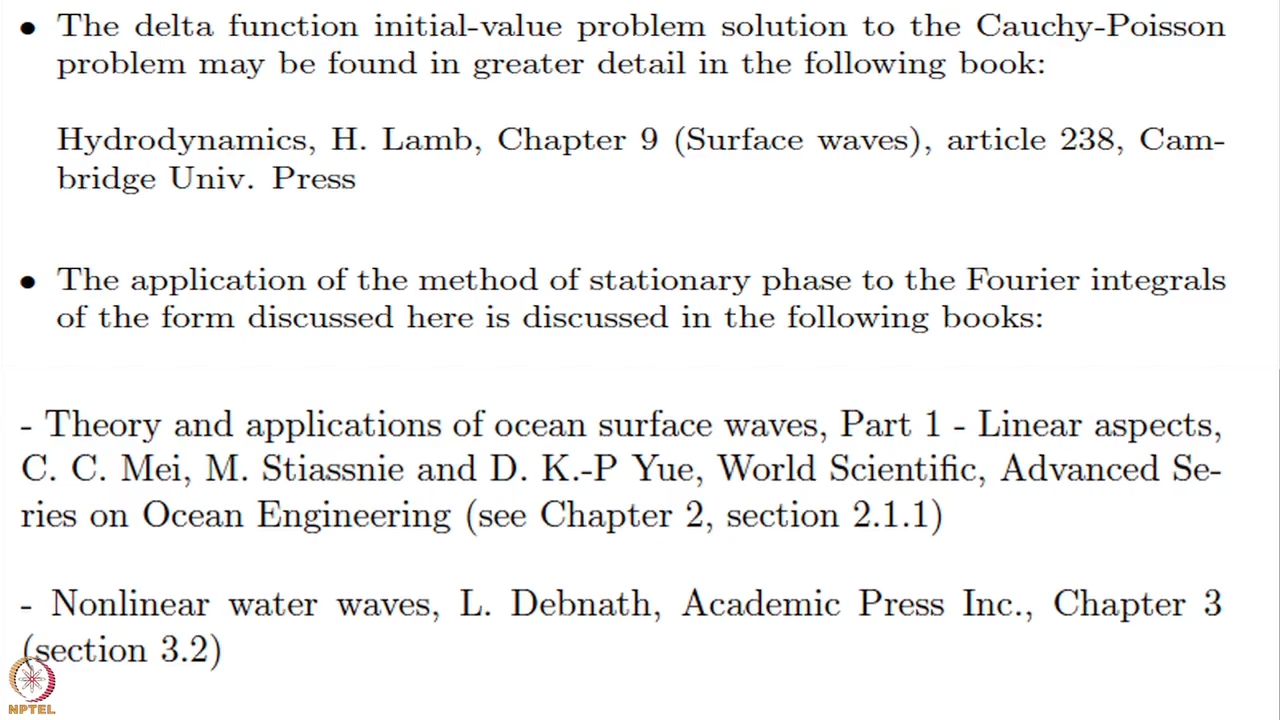 • The delta function initial-value problem solution to the Cauchy-Poisson
problem may be found in greater detail in the following book:
Hydrodynamics, H. Lamb, Chapter 9 (Surface waves), article 238, Cam-
bridge Univ. Press
• The application of the method of stationary phase to the Fourier integrals
of the form discussed here is discussed in the following books:
- Theory and applications of ocean surface waves, Part 1 - Linear aspects,
C. C. Mei, M. Stiassnie and D. K.-P Yue, World Scientific, Advanced Se-
ries on Ocean Engineering (see Chapter 2, section 2.1.1)
- Nonlinear water waves, L. Debnath, Academic Press Inc., Chapter 3
(section 3.2)
NPTEL